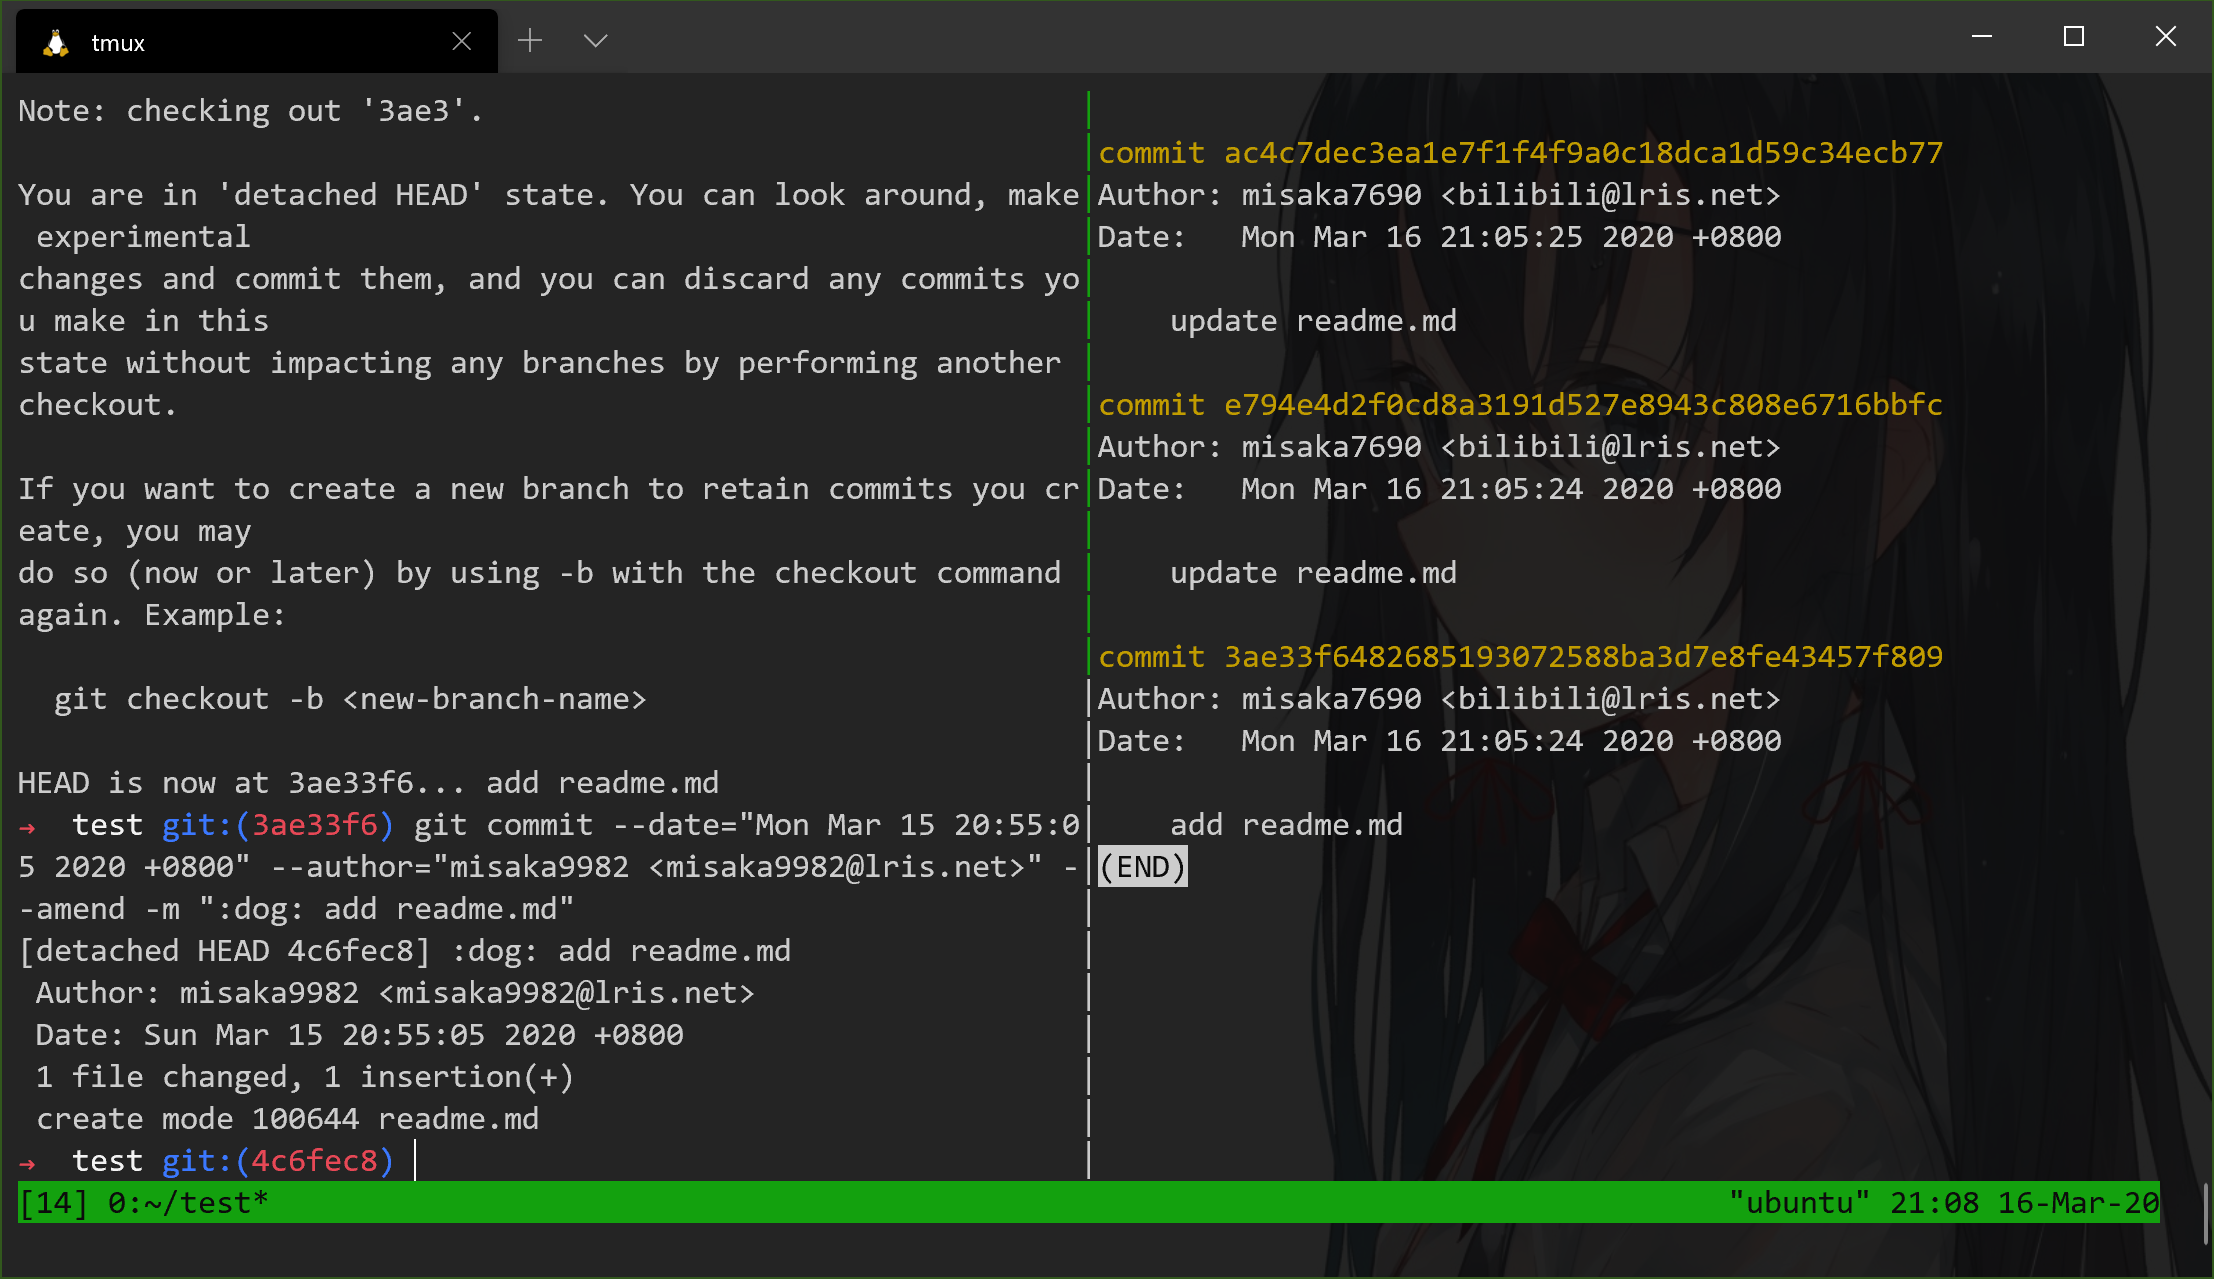 tmux
Note: checking out '3ae3'.
You are in 'detached HEAD' state. You can look around, make
experimental
changes and commit them, and you can discard any commits yo
u make in this
state without impacting any branches by performing another
checkout.
If you want to create a new branch to retain commits you cr
eate, you may
do so (now or later) by using -b with the checkout command
again. Example:
git checkout -b <new-branch-name>
HEAD is now at 3ae33f6... add readme.md
→ test git:(3ae33f6) git commit --date="Mon Mar 15 20:55:0
5 2020 +0800" --author="misaka9982 <misaka9982@lris.net>" -
-amend -m ":dog: add readme.md"
[detached HEAD 4c6fec8] :dog: add readme.md
Author: misaka9982 <misaka9982@lris.net>
Date: Sun Mar 15 20:55:05 2020 +0800
1 file changed, 1 insertion(+)
create mode 100644 readme.md
→ test git:(4c6fec8)
commit ac4c7dec3ea1e7f1f4f9a0c18dca1d59c34ecb77
Author: misaka7690 <bilibili@lris.net>
Date: Mon Mar 16 21:05:25 2020 +0800
update readme.md
commit e794e4d2f0cd8a3191d527e8943c808e6716bbfc
Author: misaka7690 <bilibili@lris.net>
Date: Mon Mar 16 21:05:24 2020 +0800
update readme.md
commit 3ae33f6482685193072588ba3d7e8fe43457f809
Author: misaka7690 <bilibili@lris.net>
Date: Mon Mar 16 21:05:24 2020 +0800
add readme.md
(END)
[14] 0:~/test* "ubuntu" 21:08 16-Mar-20